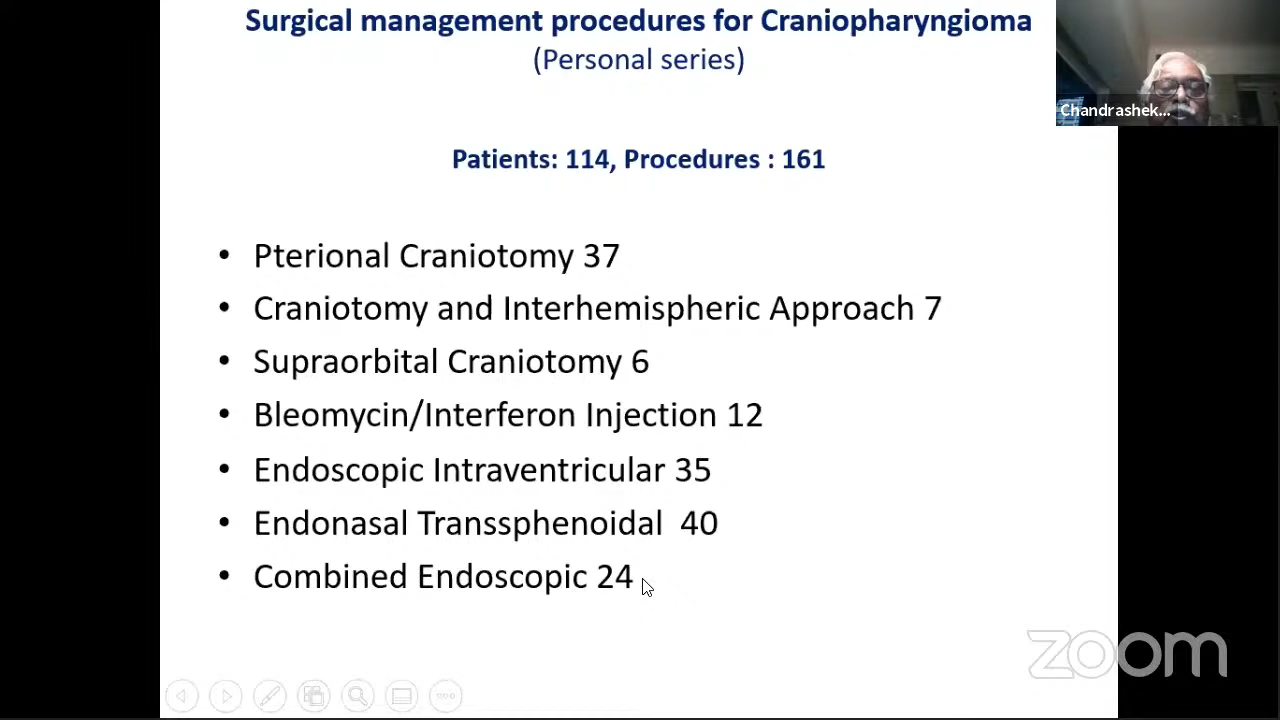 Surgical management procedures for Craniopharyngioma
(Personal series)
Chandrashek...
Patients: 114, Procedures : 161
• Pterional Craniotomy 37
• Craniotomy and Interhemispheric Approach 7
• Supraorbital Craniotomy 6
• Bleomycin/Interferon Injection 12
• Endoscopic Intraventricular 35
• Endonasal Transsphenoidal 40
• Combined Endoscopic 24
zoom